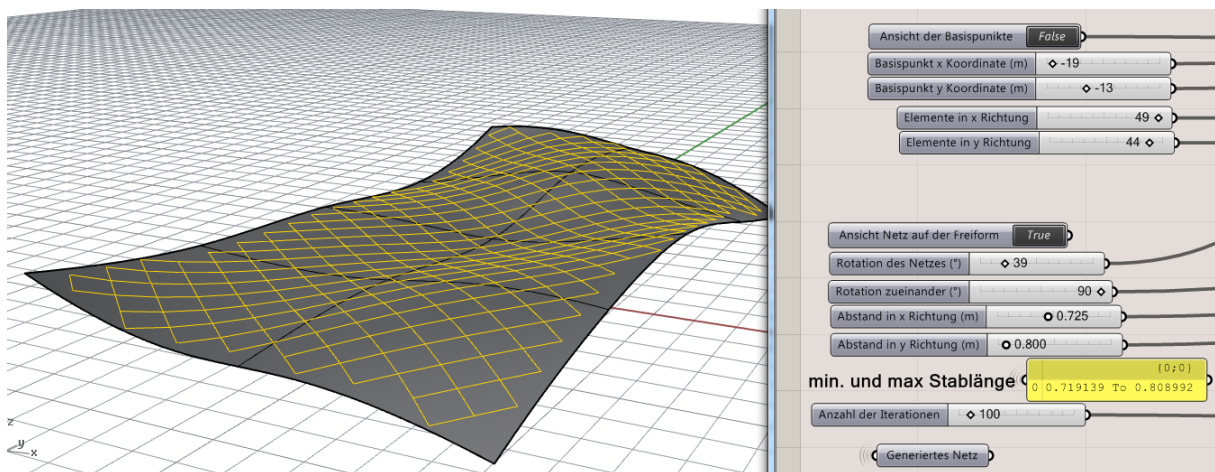 Ansicht der Basispunkte False
Basispunkt x Koordinate (m) -19
Basispunkt y Koordinate (m) -13
Elemente in x Richtung 49
Elemente in y Richtung 44
Ansicht Netz auf der Freiform True
Rotation des Netzes (°) 39
Rotation zueinander (°) 90
Abstand in x Richtung (m) 0.725
Abstand in y Richtung (m) 0.800
{0;0}
min. und max Stablänge 0 0.719139 To 0.808992
Anzahl der Iterationen 100
Generiertes Netz
z
y
x